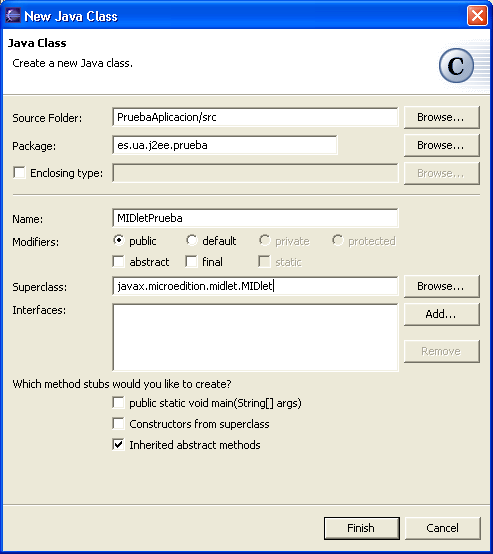 New Java Class
Java Class
Create a new Java class.
C
Source Folder: PruebaAplicacion/src Browse...
Package: es.ua.j2ee.prueba Browse...
Enclosing type: Browse...
Name: MIDletPrueba
Modifiers: public default private protected
abstract final static
Superclass: javax.microedition.midlet.MIDlet Browse...
Interfaces: Add...
Remove
Which method stubs would you like to create?
public static void main(String[] args)
Constructors from superclass
Inherited abstract methods
Finish Cancel